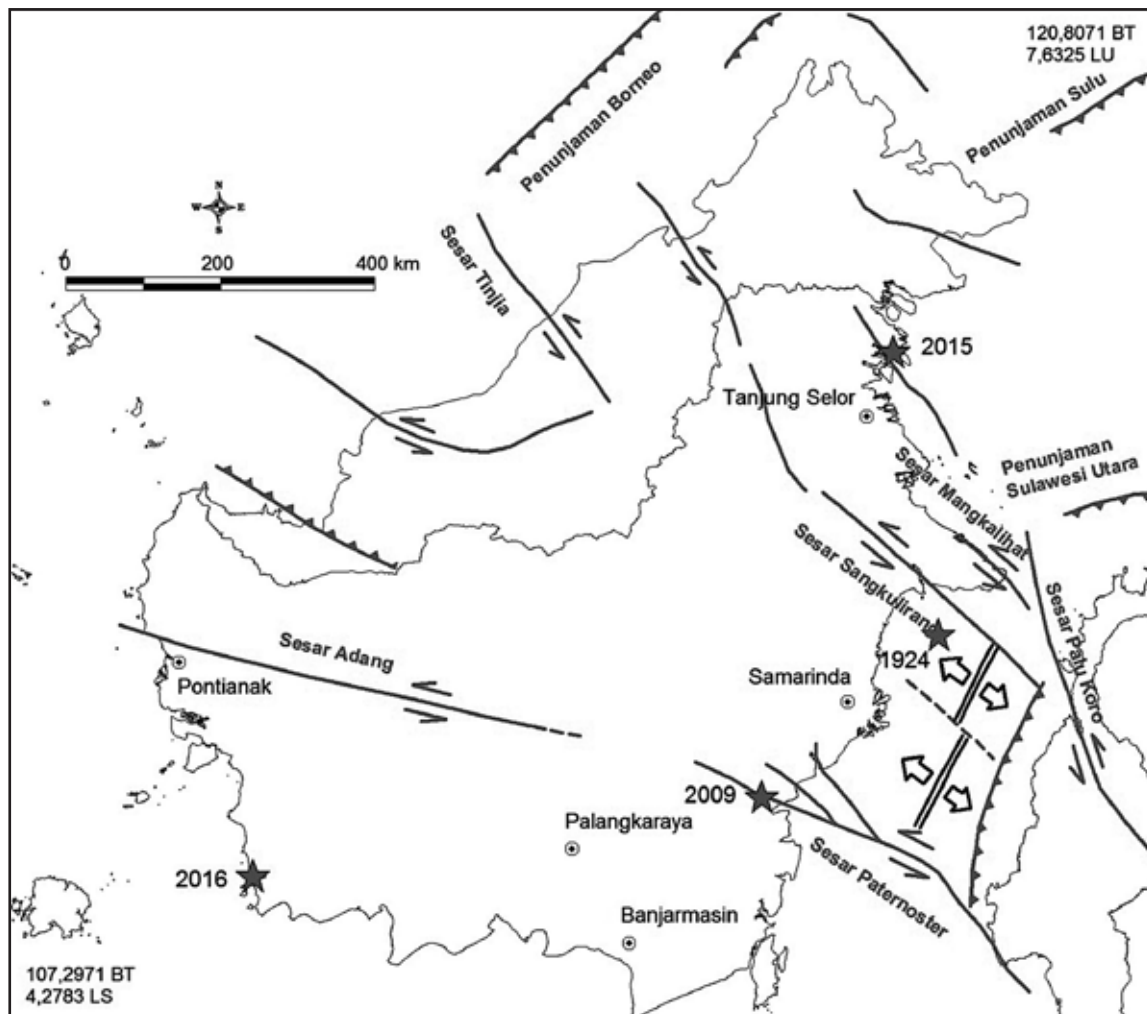 120,8071 BT
7,6325 LU
Penunjaman Borneo
Penunjaman Sulu
N
W E
S
Sesar Tinjia
0 200 400 km
2015
Tanjung Selor
Penunjaman
Sulawesi Utara
Sesar Mangkalihat
Sesar Sangkulirang
Sesar Palu Koro
1924
Sesar Adang
Pontianak
Samarinda
2009
Palangkaraya
Sesar Paternoster
2016
Banjarmasin
107,2971 BT
4,2783 LS